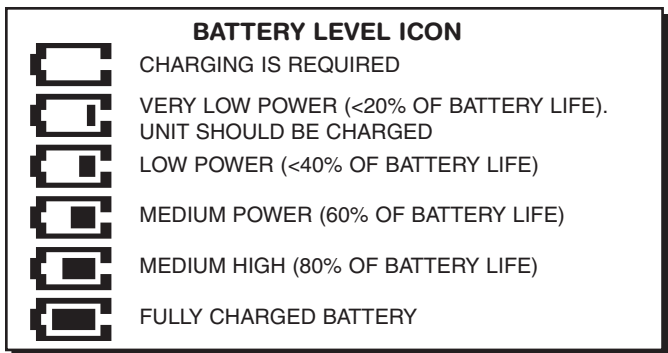 BATTERY LEVEL ICON
CHARGING IS REQUIRED
VERY LOW POWER (<20% OF BATTERY LIFE).
UNIT SHOULD BE CHARGED
LOW POWER (<40% OF BATTERY LIFE)
MEDIUM POWER (60% OF BATTERY LIFE)
MEDIUM HIGH (80% OF BATTERY LIFE)
FULLY CHARGED BATTERY